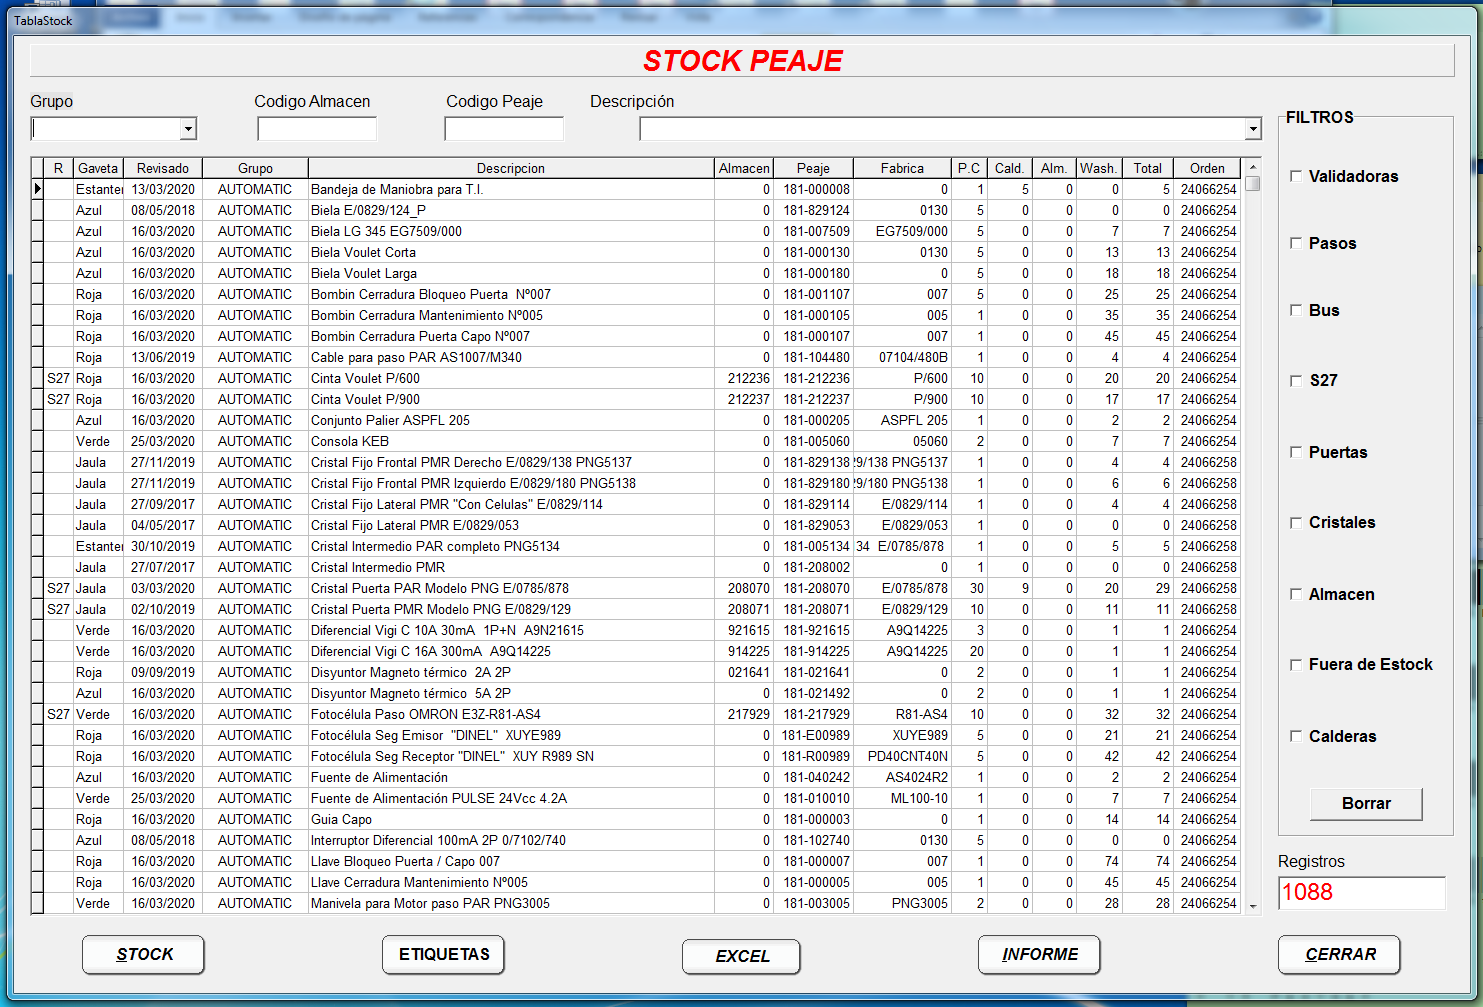 TablaStock
STOCK PEAJE
Grupo Codigo Almacen Codigo Peaje Descripción
R Gaveta Revisado Grupo Descripcion Almacen Peaje Fabrica P.C Cald. Alm. Wash. Total Orden
Estanter 13/03/2020 AUTOMATIC Bandeja de Maniobra para T.I. 0 181-000008 0 1 5 0 0 5 24066254
Azul 08/05/2018 AUTOMATIC Biela E/0829/124_P 0 181-829124 0130 5 0 0 0 0 24066254
Azul 16/03/2020 AUTOMATIC Biela LG 345 EG7509/000 0 181-007509 EG7509/000 5 0 0 7 7 24066254
Azul 16/03/2020 AUTOMATIC Biela Voulet Corta 0 181-000130 0130 5 0 0 13 13 24066254
Azul 16/03/2020 AUTOMATIC Biela Voulet Larga 0 181-000180 0 5 0 0 18 18 24066254
Roja 16/03/2020 AUTOMATIC Bombin Cerradura Bloqueo Puerta Nº007 0 181-001107 007 5 0 0 25 25 24066254
Roja 16/03/2020 AUTOMATIC Bombin Cerradura Mantenimiento Nº005 0 181-000105 005 1 0 0 35 35 24066254
Roja 16/03/2020 AUTOMATIC Bombin Cerradura Puerta Capo Nº007 0 181-000107 007 1 0 0 45 45 24066254
Roja 13/06/2019 AUTOMATIC Cable para paso PAR AS1007/M340 0 181-104480 07104/480B 1 0 0 4 4 24066254
S27 Roja 16/03/2020 AUTOMATIC Cinta Voulet P/600 212236 181-212236 P/600 10 0 0 20 20 24066254
S27 Roja 16/03/2020 AUTOMATIC Cinta Voulet P/900 212237 181-212237 P/900 10 0 0 17 17 24066254
Azul 16/03/2020 AUTOMATIC Conjunto Palier ASPFL 205 0 181-000205 ASPFL 205 1 0 0 2 2 24066254
Verde 25/03/2020 AUTOMATIC Consola KEB 0 181-005060 05060 2 0 0 7 7 24066254
Jaula 27/11/2019 AUTOMATIC Cristal Fijo Frontal PMR Derecho E/0829/138 PNG5137 0 181-829138 29/138 PNG5137 1 0 0 4 4 24066258
Jaula 27/11/2019 AUTOMATIC Cristal Fijo Frontal PMR Izquierdo E/0829/180 PNG5138 0 181-829180 29/180 PNG5138 1 0 0 6 6 24066258
Jaula 27/09/2017 AUTOMATIC Cristal Fijo Lateral PMR "Con Celulas" E/0829/114 0 181-829114 E/0829/114 1 0 0 4 4 24066258
Jaula 04/05/2017 AUTOMATIC Cristal Fijo Lateral PMR E/0829/053 0 181-829053 E/0829/053 1 0 0 0 0 24066258
Estanter 30/10/2019 AUTOMATIC Cristal Intermedio PAR completo PNG5134 0 181-005134 34 E/0785/878 1 0 0 5 5 24066258
Jaula 27/07/2017 AUTOMATIC Cristal Intermedio PMR 0 181-208002 0 1 0 0 0 0 24066258
S27 Jaula 03/03/2020 AUTOMATIC Cristal Puerta PAR Modelo PNG E/0785/878 208070 181-208070 E/0785/878 30 9 0 20 29 24066258
S27 Jaula 02/10/2019 AUTOMATIC Cristal Puerta PMR Modelo PNG E/0829/129 208071 181-208071 E/0829/129 10 0 0 11 11 24066258
Verde 16/03/2020 AUTOMATIC Diferencial Vigi C 10A 30mA 1P+N A9N21615 921615 181-921615 A9Q14225 3 0 0 1 1 24066254
Verde 16/03/2020 AUTOMATIC Diferencial Vigi C 16A 300mA A9Q14225 914225 181-914225 A9Q14225 20 0 0 1 1 24066254
Roja 09/09/2019 AUTOMATIC Disyuntor Magneto térmico 2A 2P 021641 181-021641 0 2 0 0 1 1 24066254
Azul 16/03/2020 AUTOMATIC Disyuntor Magneto térmico 5A 2P 0 181-021492 0 2 0 0 1 1 24066254
S27 Verde 16/03/2020 AUTOMATIC Fotocélula Paso OMRON E3Z-R81-AS4 217929 181-217929 R81-AS4 10 0 0 32 32 24066254
Roja 16/03/2020 AUTOMATIC Fotocélula Seg Emisor "DINEL" XUYE989 0 181-E00989 XUYE989 5 0 0 21 21 24066254
Roja 16/03/2020 AUTOMATIC Fotocélula Seg Receptor "DINEL" XUY R989 SN 0 181-R00989 PD40CNT40N 5 0 0 42 42 24066254
Azul 16/03/2020 AUTOMATIC Fuente de Alimentación 0 181-040242 AS4024R2 1 0 0 2 2 24066254
Verde 25/03/2020 AUTOMATIC Fuente de Alimentación PULSE 24Vcc 4.2A 0 181-010010 ML100-10 1 0 0 7 7 24066254
Roja 16/03/2020 AUTOMATIC Guia Capo 0 181-000003 0 1 0 0 14 14 24066254
Azul 08/05/2018 AUTOMATIC Interruptor Diferencial 100mA 2P 0/7102/740 0 181-102740 0130 5 0 0 0 0 24066254
Roja 16/03/2020 AUTOMATIC Llave Bloqueo Puerta / Capo 007 0 181-000007 007 1 0 0 74 74 24066254
Roja 16/03/2020 AUTOMATIC Llave Cerradura Mantenimiento Nº005 0 181-000005 005 1 0 0 45 45 24066254
Verde 16/03/2020 AUTOMATIC Manivela para Motor paso PAR PNG3005 0 181-003005 PNG3005 2 0 0 28 28 24066254
FILTROS
Validadoras
Pasos
Bus
S27
Puertas
Cristales
Almacen
Fuera de Estock
Calderas
Borrar
Registros
1088
STOCK ETIQUETAS EXCEL INFORME CERRAR